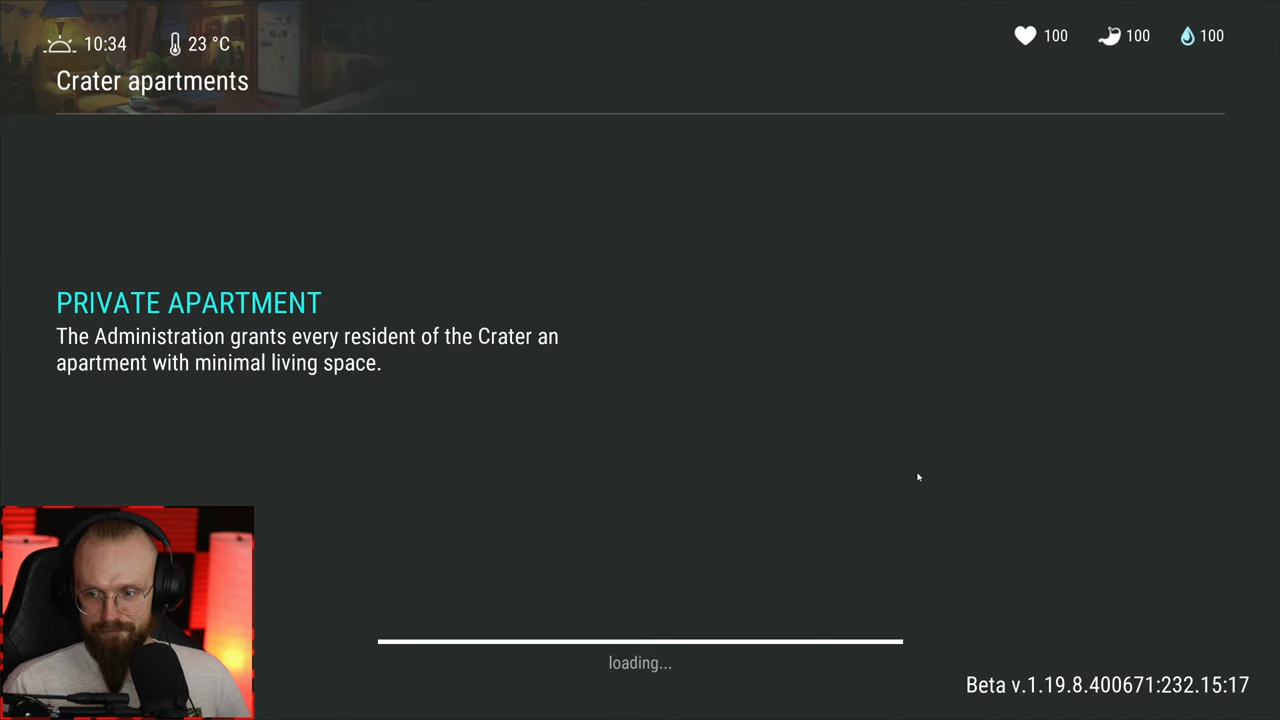 10:34 23 °C 100 100 100
Crater apartments
PRIVATE APARTMENT
The Administration grants every resident of the Crater an
apartment with minimal living space.
loading...
Beta v.1.19.8.400671:232.15:17